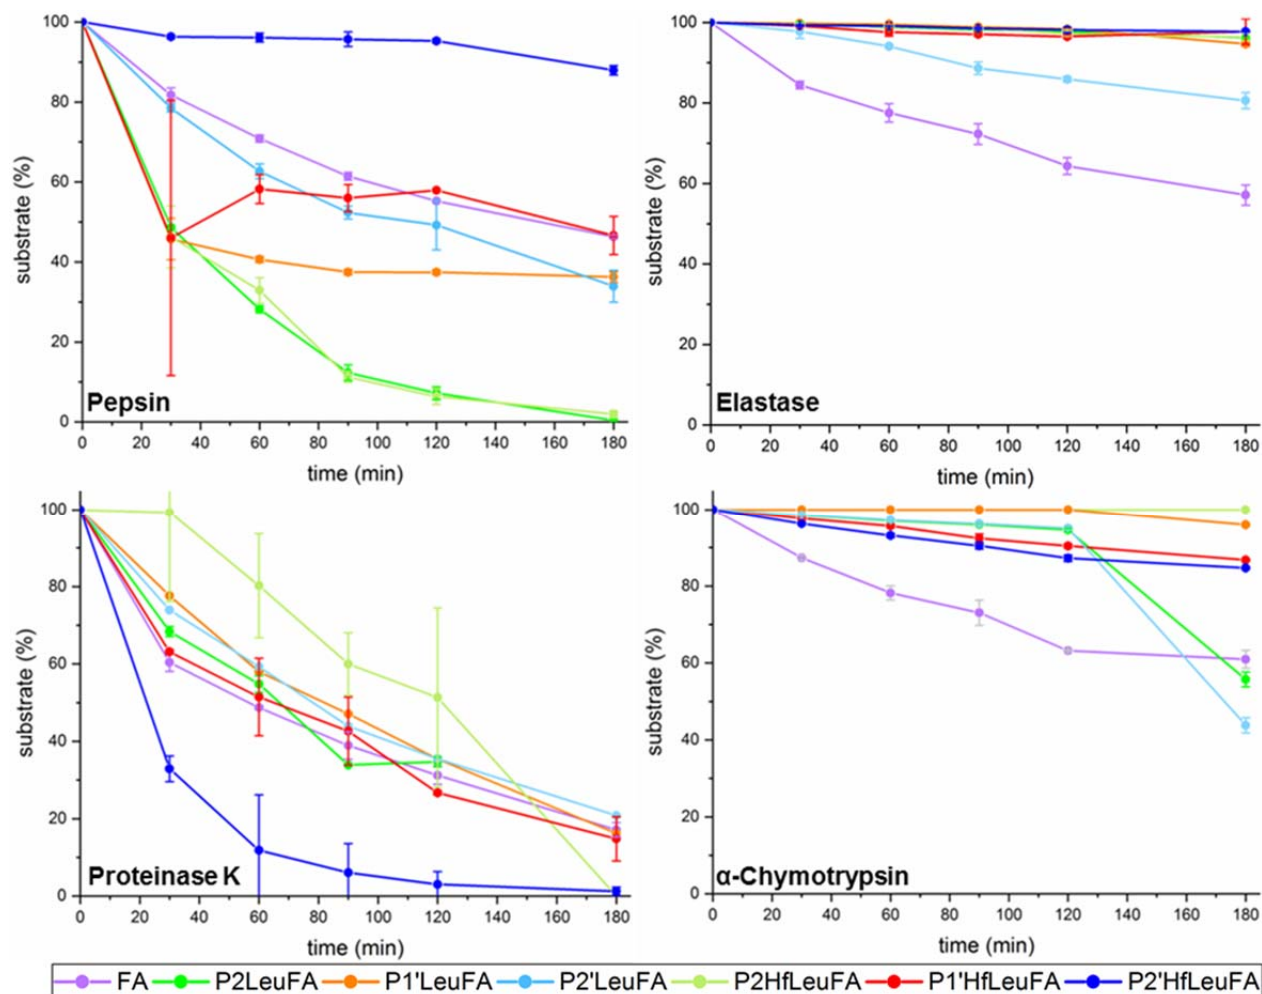 100
80
60
40
20
0
substrate (%)
Pepsin
0 20 40 60 80 100 120 140 160 180
time (min)
100
80
60
40
20
0
substrate (%)
Elastase
0 20 40 60 80 100 120 140 160 180
time (min)
100
80
60
40
20
0
substrate (%)
Proteinase K
0 20 40 60 80 100 120 140 160 180
time (min)
100
80
60
40
20
0
substrate (%)
α-Chymotrypsin
0 20 40 60 80 100 120 140 160 180
time (min)
FA P2LeuFA P1'LeuFA P2'LeuFA P2HfLeuFA P1'HfLeuFA P2'HfLeuFA